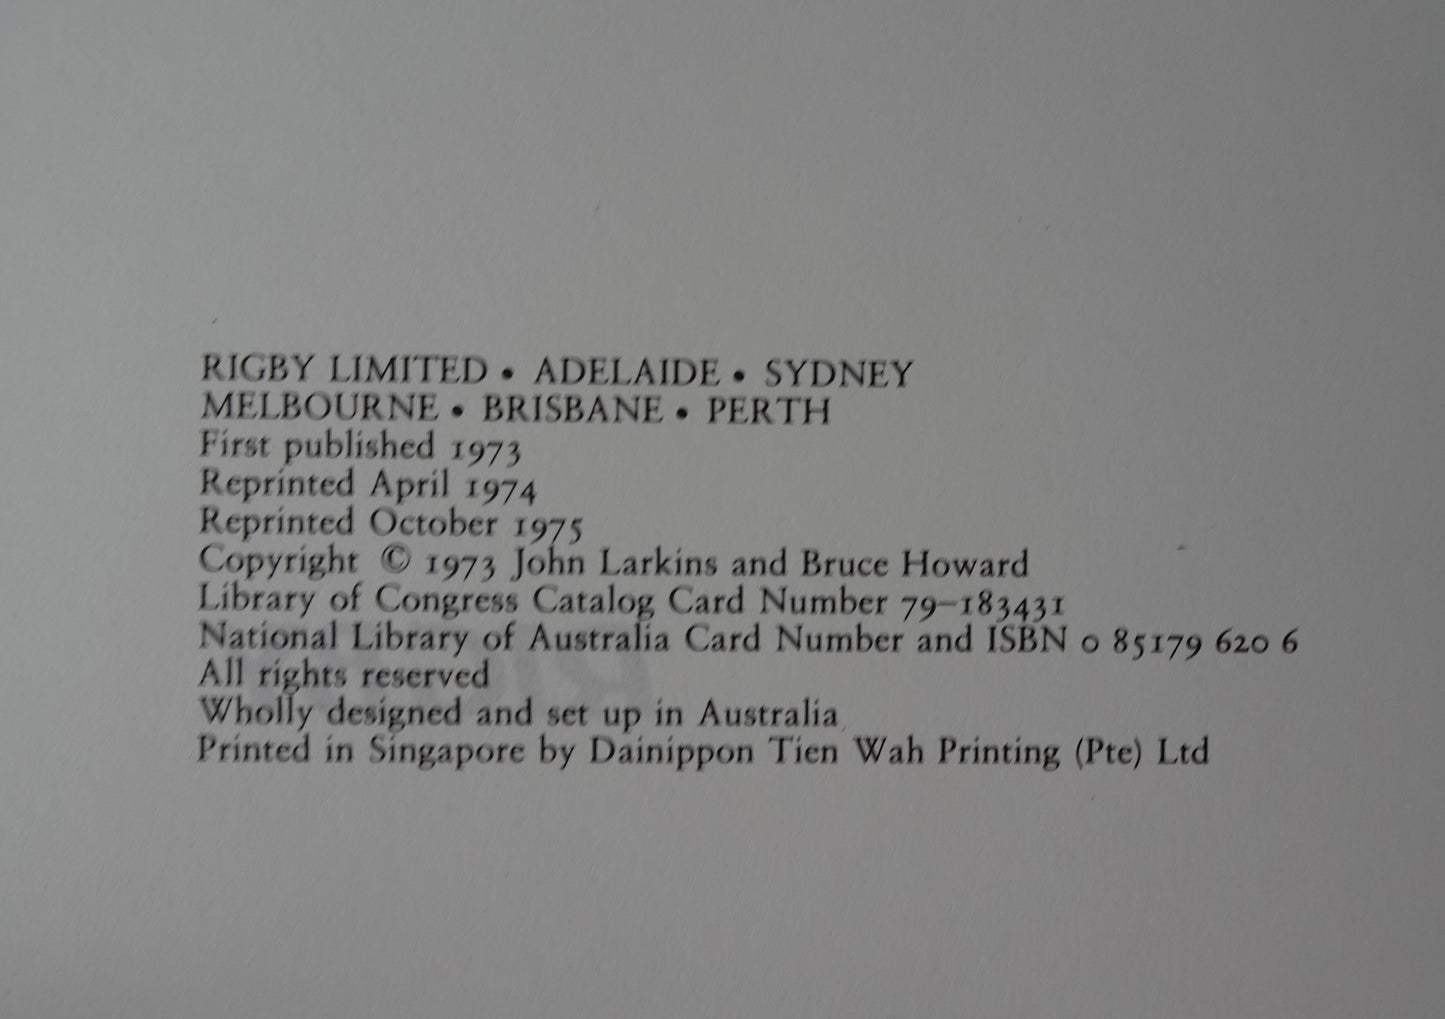 RIGBY LIMITED • ADELAIDE • SYDNEY
MELBOURNE • BRISBANE • PERTH
First published 1973
Reprinted April 1974
Reprinted October 1975
Copyright © 1973 John Larkins and Bruce Howard
Library of Congress Catalog Card Number 79–183431
National Library of Australia Card Number and ISBN 0 85179 620 6
All rights reserved
Wholly designed and set up in Australia
Printed in Singapore by Dainippon Tien Wah Printing (Pte) Ltd